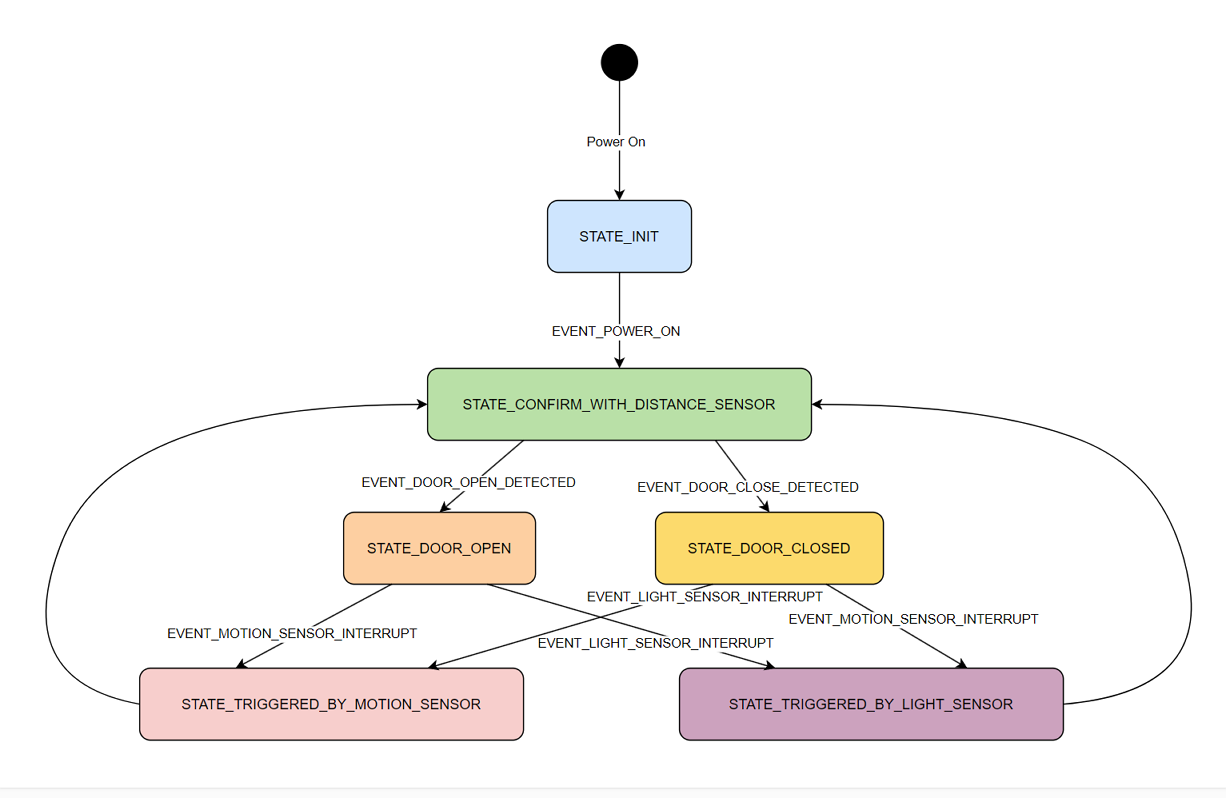 Power On
STATE_INIT
EVENT_POWER_ON
STATE_CONFIRM_WITH_DISTANCE_SENSOR
EVENT_DOOR_OPEN_DETECTED
EVENT_DOOR_CLOSE_DETECTED
STATE_DOOR_OPEN
STATE_DOOR_CLOSED
EVENT_LIGHT_SENSOR_INTERRUPT
EVENT_MOTION_SENSOR_INTERRUPT
EVENT_MOTION_SENSOR_INTERRUPT
EVENT_LIGHT_SENSOR_INTERRUPT
STATE_TRIGGERED_BY_MOTION_SENSOR
STATE_TRIGGERED_BY_LIGHT_SENSOR